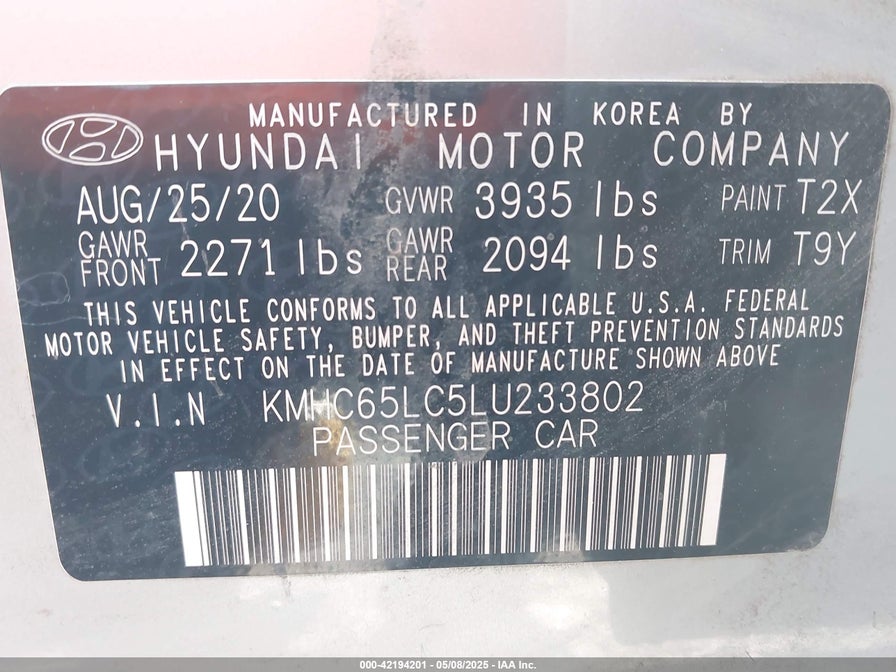 MANUFACTURED IN KOREA BY
HYUNDAI MOTOR COMPANY
AUG/25/20 GVWR 3935 lbs PAINT T2X
GAWR FRONT 2271 lbs GAWR REAR 2094 lbs TRIM T9Y
THIS VEHICLE CONFORMS TO ALL APPLICABLE U.S.A. FEDERAL
MOTOR VEHICLE SAFETY, BUMPER, AND THEFT PREVENTION STANDARDS
IN EFFECT ON THE DATE OF MANUFACTURE SHOWN ABOVE
V.I.N KMHC65LC5LU233802
PASSENGER CAR
000-42194201 - 05/08/2025 - IAA Inc.